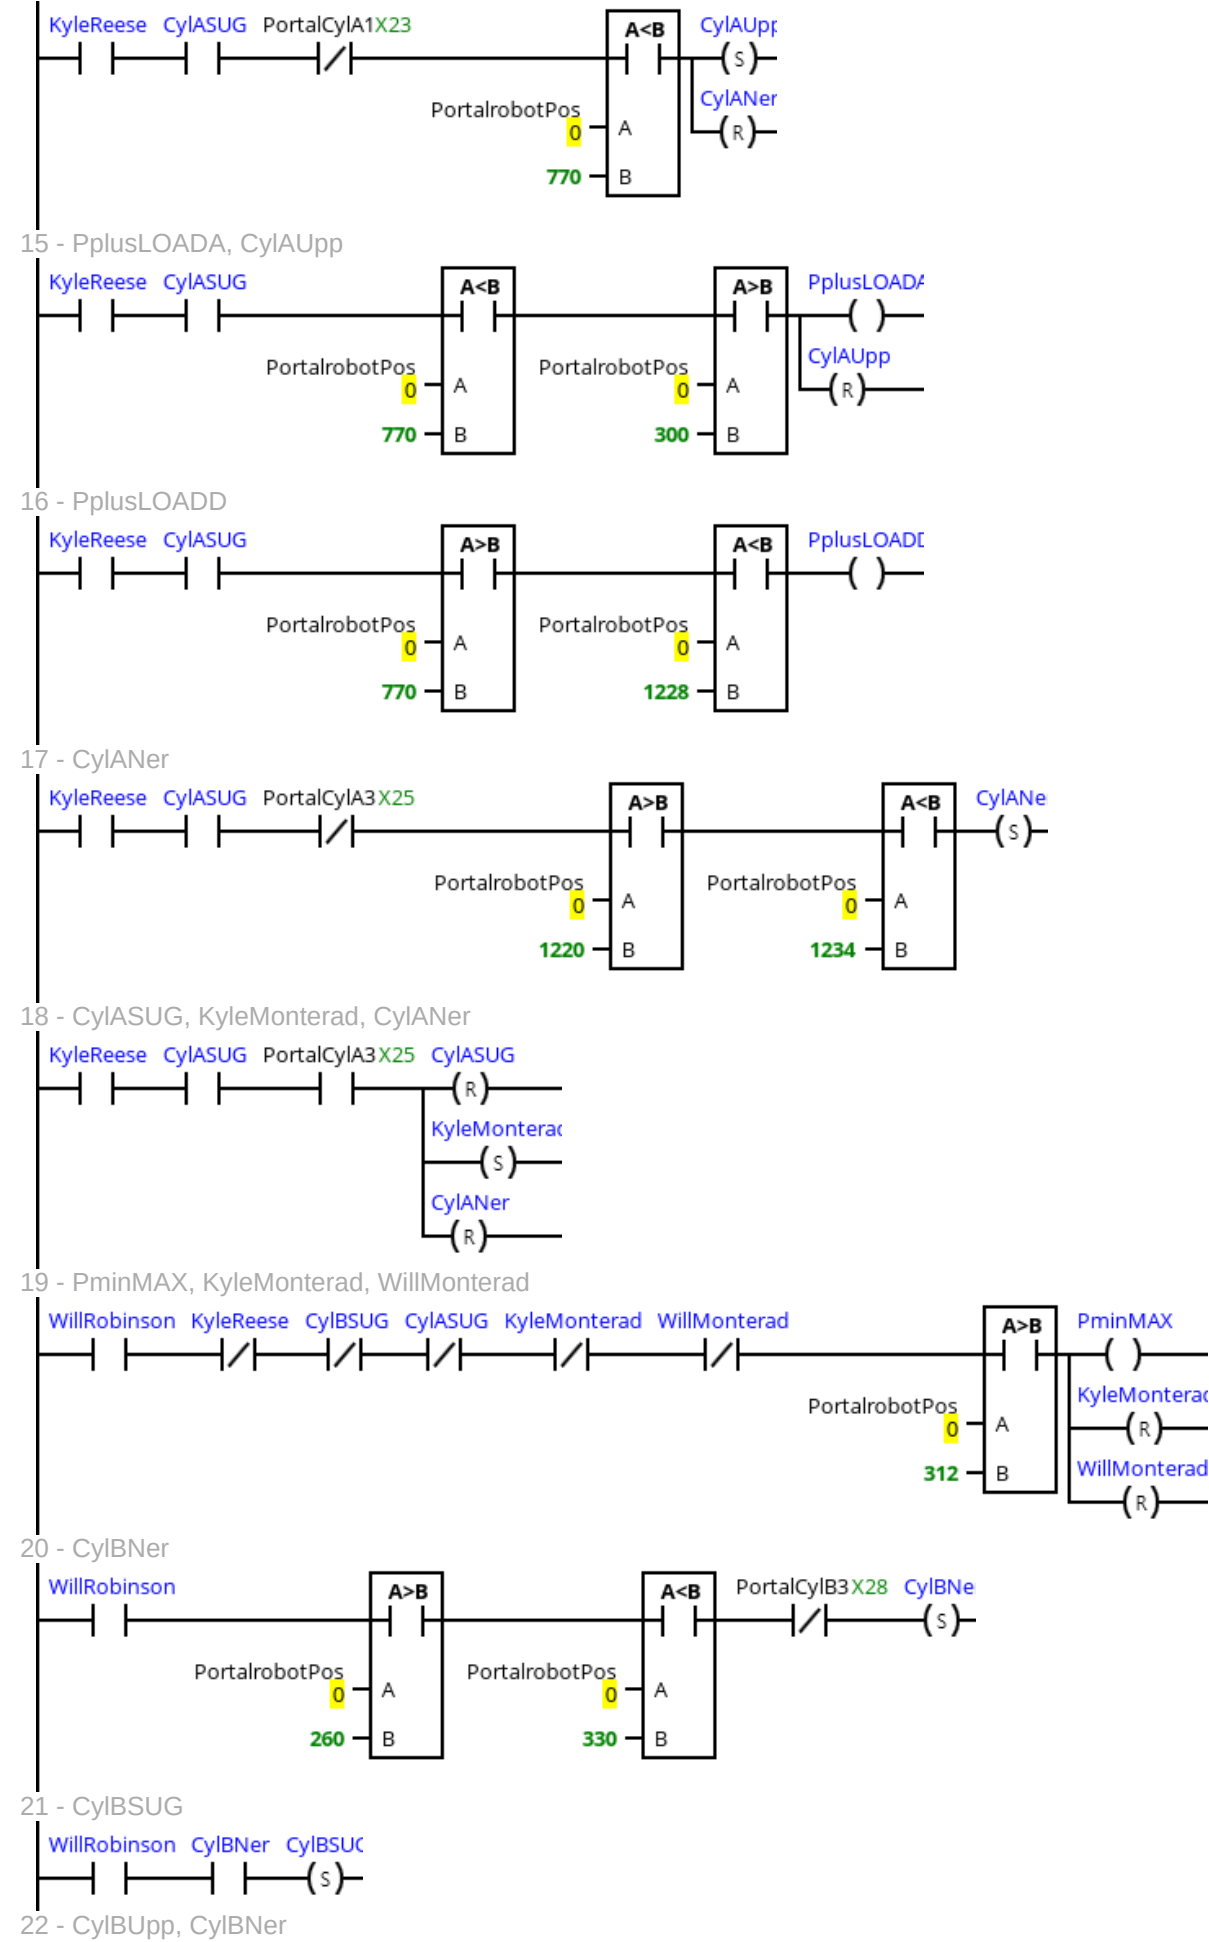 KyleReese CylASUG PortalCylA1X23 A<B CylAUpp
S
CylANer
PortalrobotPos R
0 A
770 B
15 - PplusLOADA, CylAUpp
KyleReese CylASUG A<B A>B PplusLOADA
CylAUpp
PortalrobotPos PortalrobotPos
0 A 0 A R
770 B 300 B
16 - PplusLOADD
KyleReese CylASUG A>B A<B PplusLOADD
PortalrobotPos PortalrobotPos
0 A 0 A
770 B 1228 B
17 - CylANer
KyleReese CylASUG PortalCylA3X25 A>B A<B CylANe
S
PortalrobotPos PortalrobotPos
0 A 0 A
1220 B 1234 B
18 - CylASUG, KyleMonterad, CylANer
KyleReese CylASUG PortalCylA3X25 CylASUG
R
KyleMonterad
S
CylANer
R
19 - PminMAX, KyleMonterad, WillMonterad
WillRobinson KyleReese CylBSUG CylASUG KyleMonterad WillMonterad A>B PminMAX
KyleMonterad
PortalrobotPos
0 A R
312 B WillMonterad
R
20 - CylBNer
WillRobinson A>B A<B PortalCylB3X28 CylBNe
S
PortalrobotPos PortalrobotPos
0 A 0 A
260 B 330 B
21 - CylBSUG
WillRobinson CylBNer CylBSUG
S
22 - CylBUpp, CylBNer